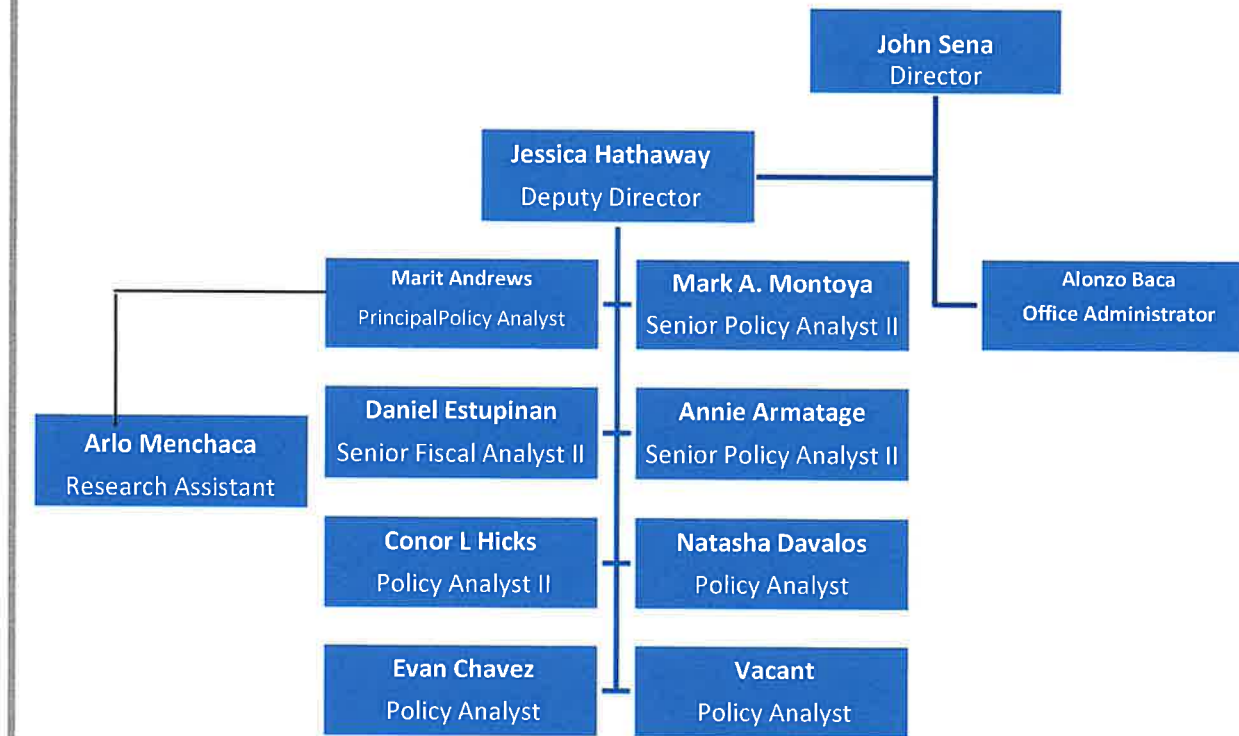 John Sena
Director
Jessica Hathaway
Deputy Director
Marit Andrews
PrincipalPolicy Analyst
Mark A. Montoya
Senior Policy Analyst II
Alonzo Baca
Office Administrator
Daniel Estupinan
Senior Fiscal Analyst II
Annie Armatage
Senior Policy Analyst II
Arlo Menchaca
Research Assistant
Conor L Hicks
Policy Analyst II
Natasha Davalos
Policy Analyst
Evan Chavez
Policy Analyst
Vacant
Policy Analyst